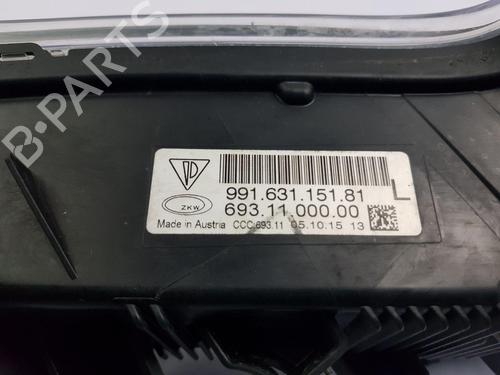 B-PARTS
991.631.151.81 L
ZKW
693.11.000.00
Made in Austria CCC:693.11 05.10.15 13